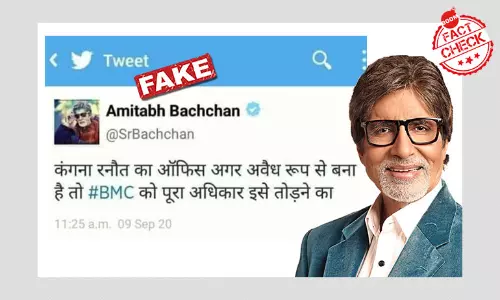 Tweet
FAKE
FACT
CHECK
Amitabh Bachchan
@SrBachchan
कंगना रनौत का ऑफिस अगर अवैध रूप से बना
है तो #BMC को पूरा अधिकार इसे तोड़ने का
11:25 a.m. 09 Sep 20